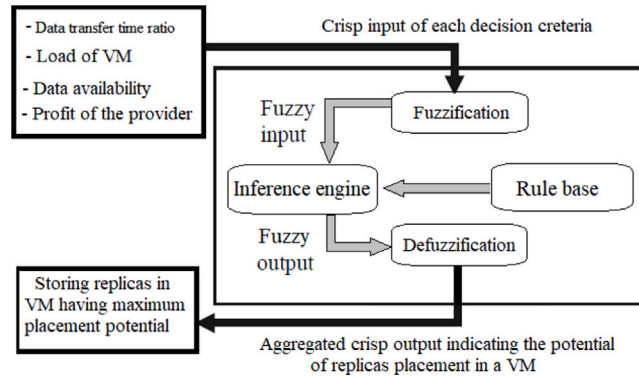 - Data transfer time ratio
- Load of VM
- Data availability
- Profit of the provider
Crisp input of each decision creteria
Fuzzification
Fuzzy
input
Inference engine
Rule base
Fuzzy
output
Defuzzification
Storing replicas in
VM having maximum
placement potential
Aggregated crisp output indicating the potential
of replicas placement in a VM